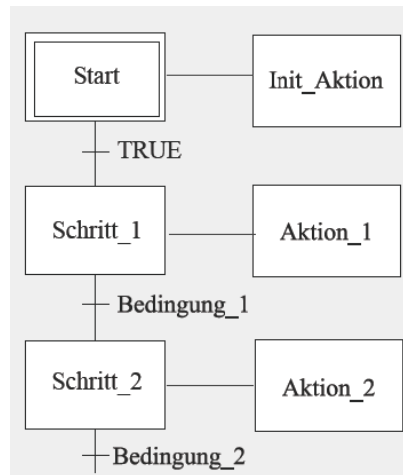 Start
Init_Aktion
TRUE
Schritt_1
Aktion_1
Bedingung_1
Schritt_2
Aktion_2
Bedingung_2